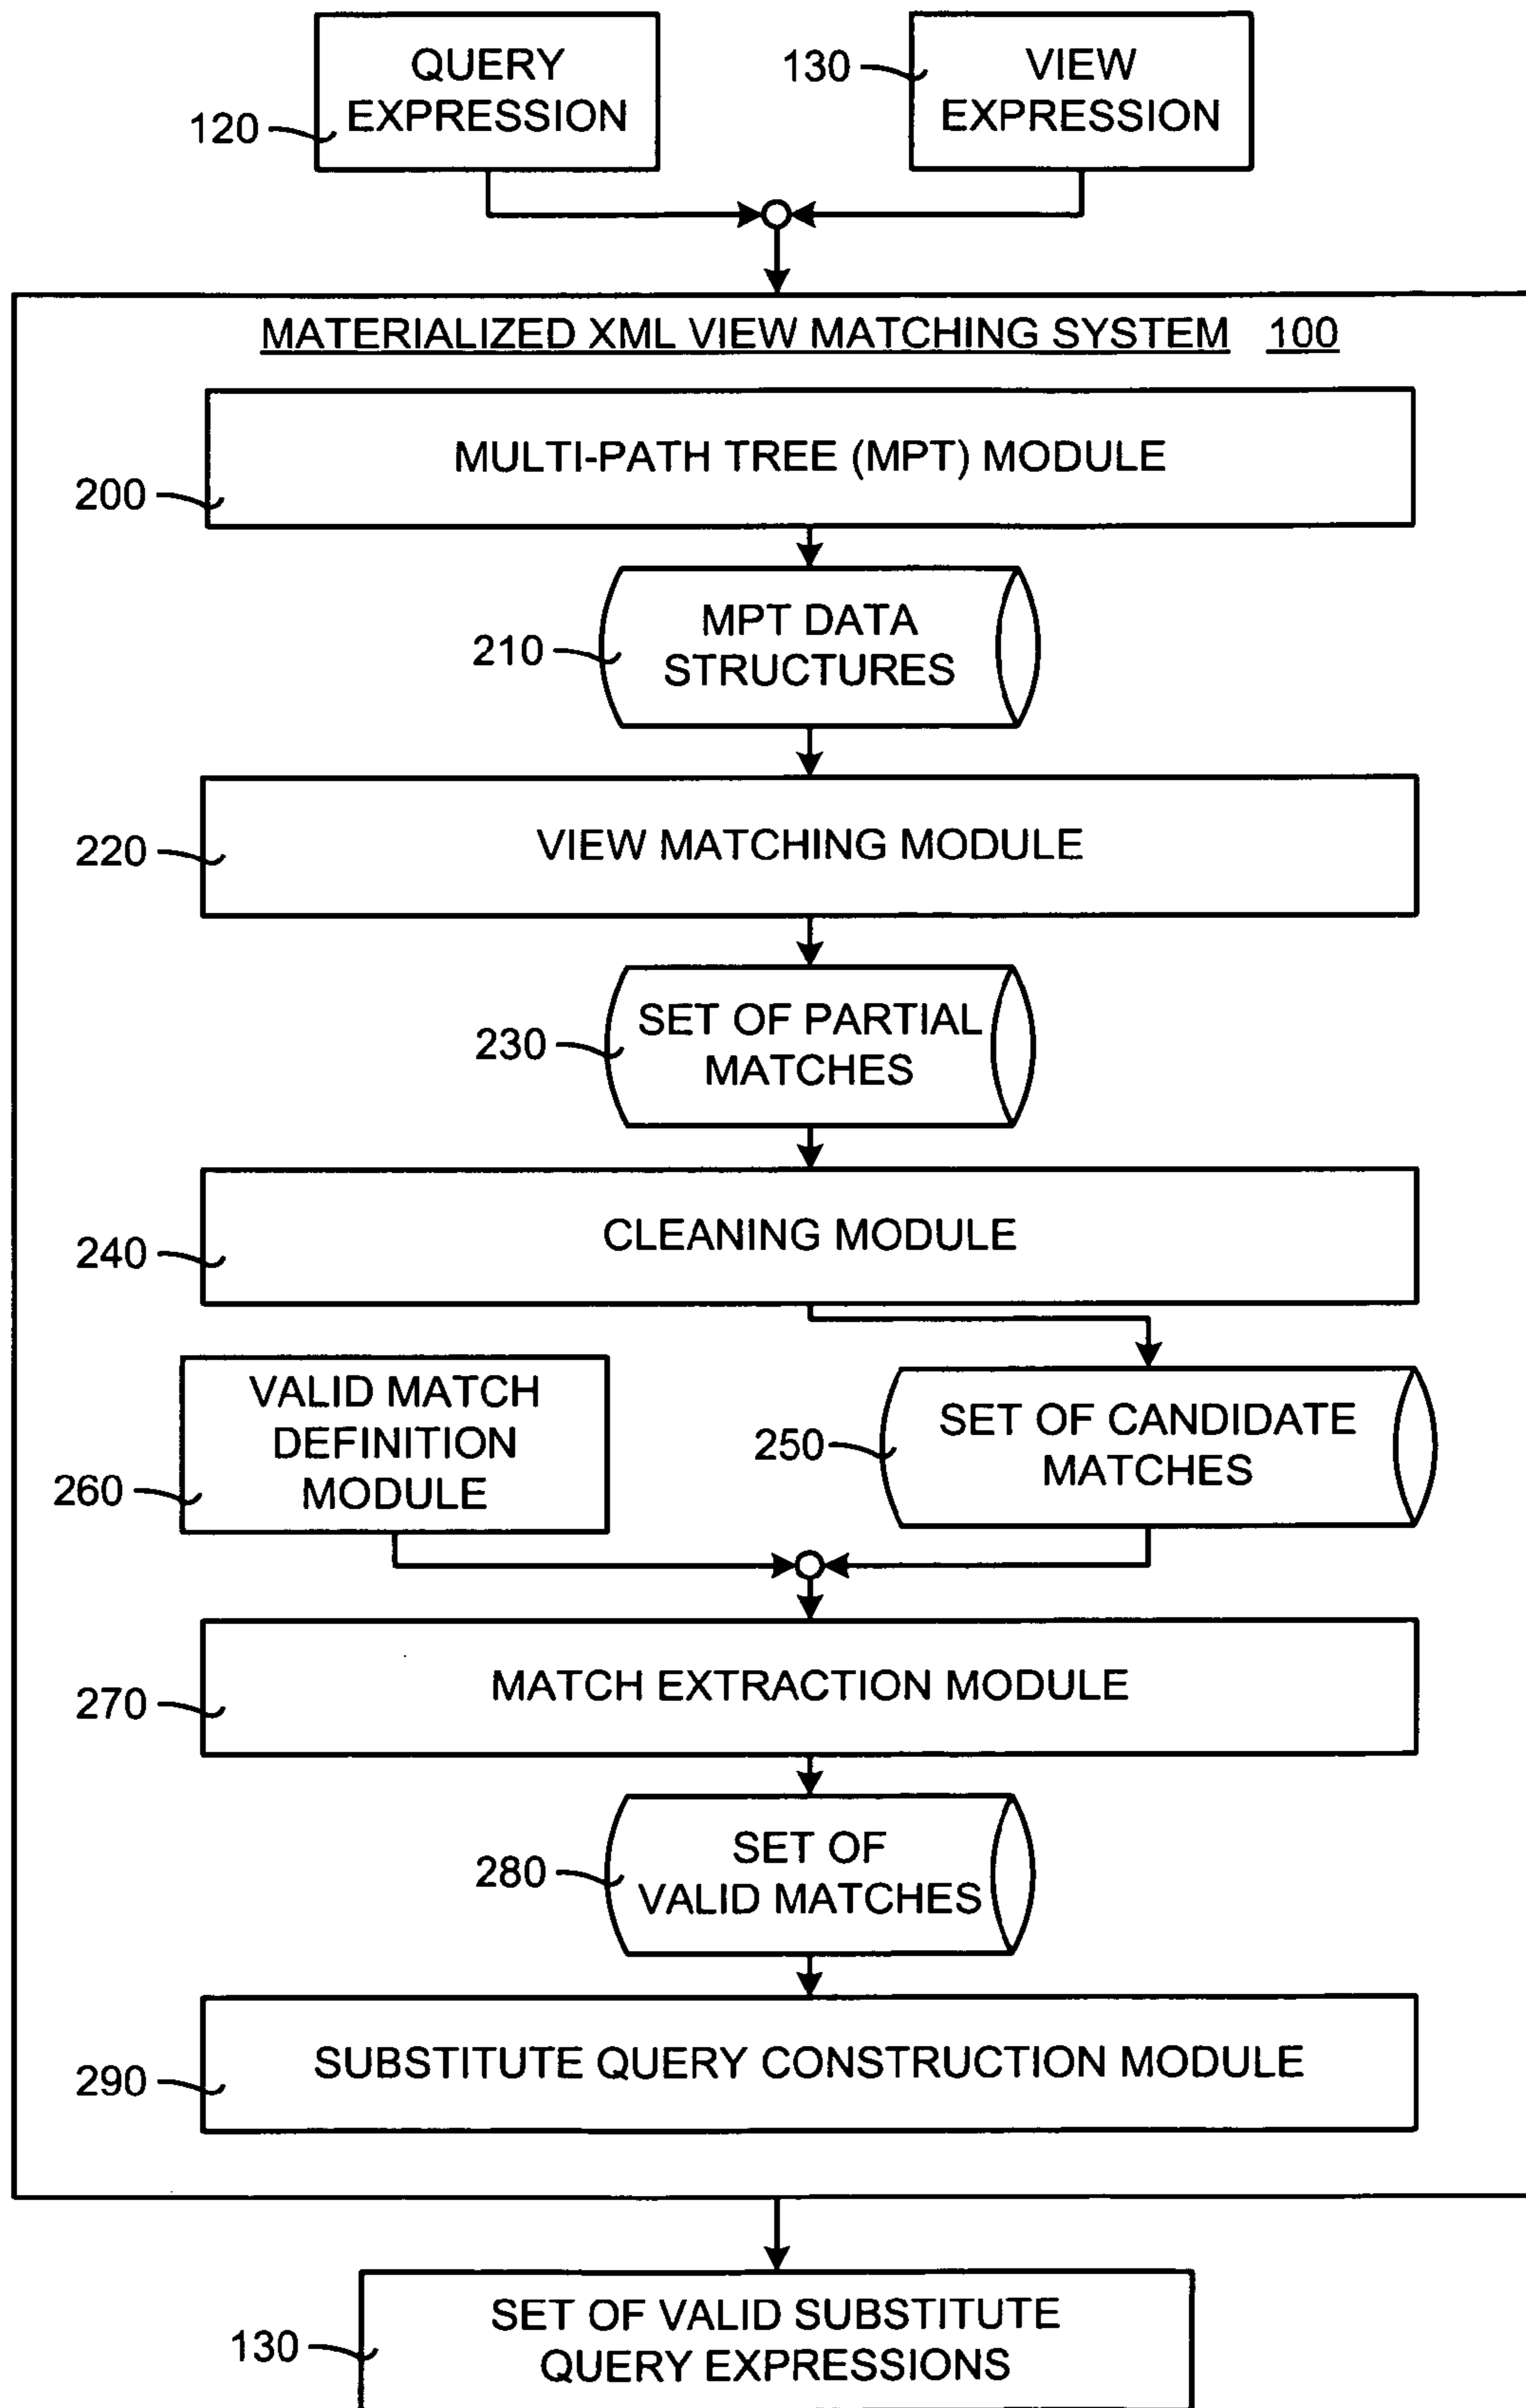 QUERY
EXPRESSION
120
130
VIEW
EXPRESSION
MATERIALIZED XML VIEW MATCHING SYSTEM 100
MULTI-PATH TREE (MPT) MODULE
200
MPT DATA
STRUCTURES
210
VIEW MATCHING MODULE
220
SET OF PARTIAL
MATCHES
230
CLEANING MODULE
240
VALID MATCH
DEFINITION
MODULE
260
SET OF CANDIDATE
MATCHES
250
MATCH EXTRACTION MODULE
270
SET OF
VALID MATCHES
280
SUBSTITUTE QUERY CONSTRUCTION MODULE
290
SET OF VALID SUBSTITUTE
QUERY EXPRESSIONS
130